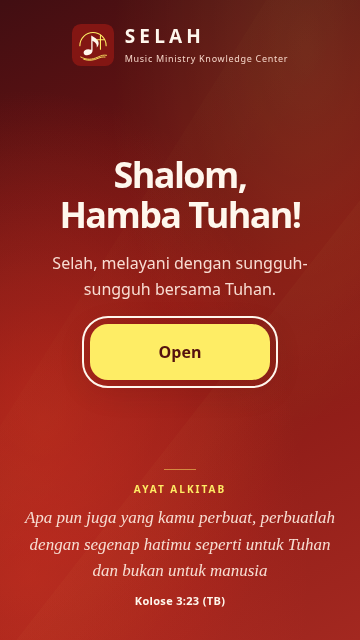 SELAH
Music Ministry Knowledge Center
Shalom,
Hamba Tuhan!
Selah, melayani dengan sungguh-
sungguh bersama Tuhan.
Open
AYAT ALKITAB
Apa pun juga yang kamu perbuat, perbuatlah
dengan segenap hatimu seperti untuk Tuhan
dan bukan untuk manusia
Kolose 3:23 (TB)